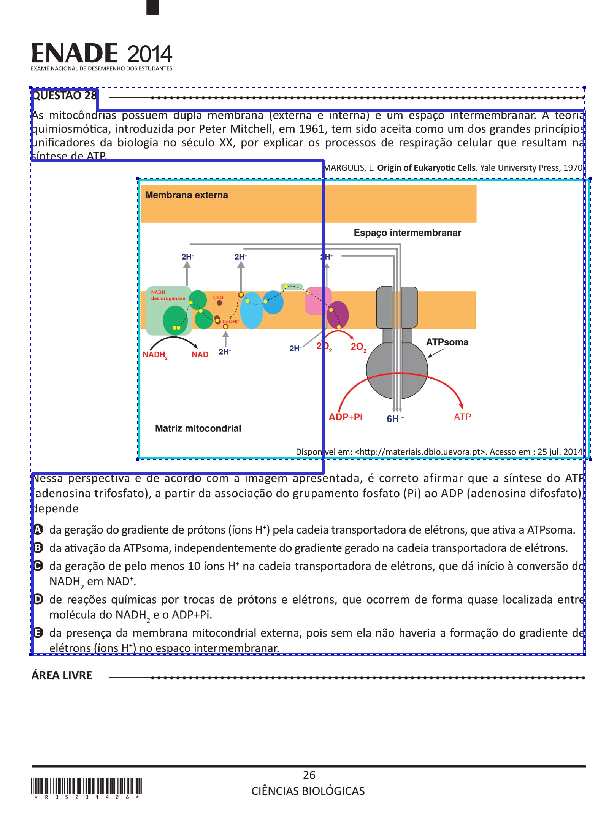 ENADE 2014
EXAME NACIONAL DE DESEMPENHO DOS ESTUDANTES
QUESTÃO 28
As mitocôndrias possuem dupla membrana (externa e interna) e um espaço intermembranar. A teoria
quimiosmótica, introduzida por Peter Mitchell, em 1961, tem sido aceita como um dos grandes princípios
unificadores da biologia no século XX, por explicar os processos de respiração celular que resultam na
síntese de ATP.
MARGULIS, L. Origin of Eukaryotic Cells. Yale University Press, 1970.
Membrana externa
Espaço intermembranar
2H⁺ 2H⁺ 2H⁺
NADH
desidrogenase
NADH₂ NAD 2H⁺ 2H⁺ 2O₂
ATPsoma
ADP+Pi 6H⁺ ATP
Matriz mitocondrial
Disponível em: <http://materiais.dbio.uevora.pt>. Acesso em : 25 jul. 2014.
Nessa perspectiva e de acordo com a imagem apresentada, é correto afirmar que a síntese do ATP
(adenosina trifosfato), a partir da associação do grupamento fosfato (Pi) ao ADP (adenosina difosfato),
depende
A da geração do gradiente de prótons (íons H⁺) pela cadeia transportadora de elétrons, que ativa a ATPsoma.
B da ativação da ATPsoma, independentemente do gradiente gerado na cadeia transportadora de elétrons.
C da geração de pelo menos 10 íons H⁺ na cadeia transportadora de elétrons, que dá início à conversão do
NADH₂ em NAD⁺.
D de reações químicas por trocas de prótons e elétrons, que ocorrem de forma quase localizada entre
molécula do NADH₂ e o ADP+Pi.
E da presença da membrana mitocondrial externa, pois sem ela não haveria a formação do gradiente de
elétrons (íons H⁺) no espaço intermembranar.
ÁREA LIVRE
26
CIÊNCIAS BIOLÓGICAS